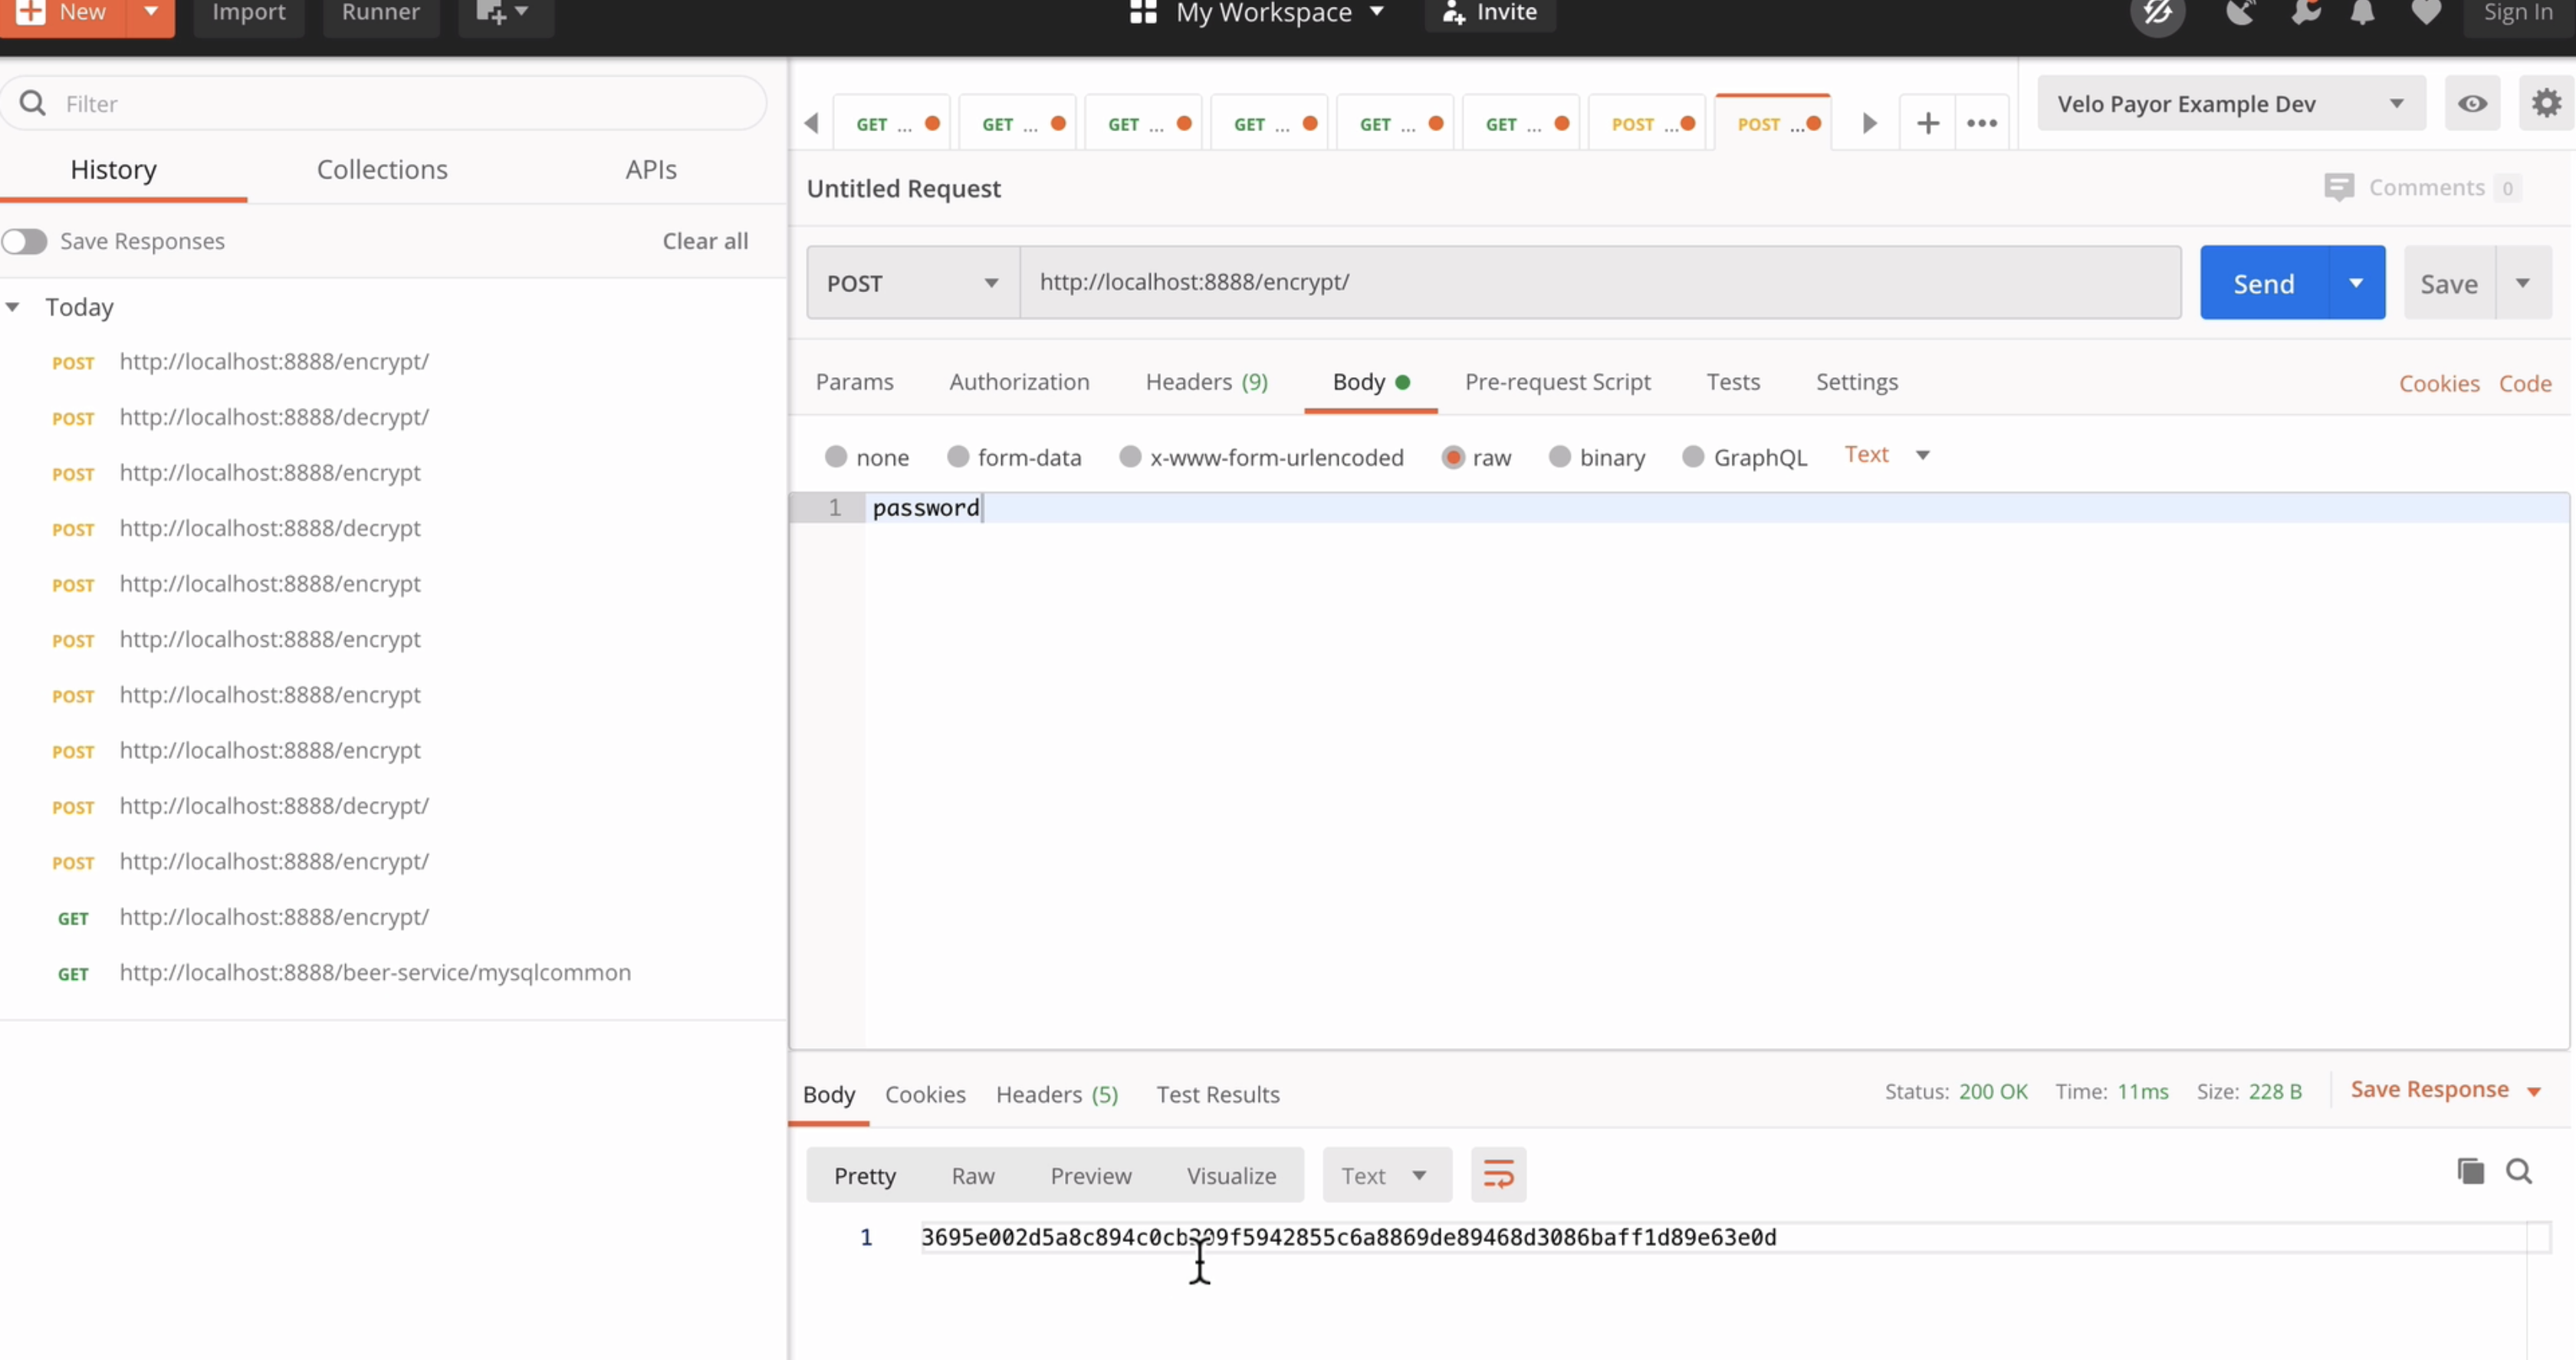 New
Import
Runner
My Workspace
Invite
Sign In
Filter
History
Collections
APIs
Save Responses
Clear all
Today
POST http://localhost:8888/encrypt/
POST http://localhost:8888/decrypt/
POST http://localhost:8888/encrypt
POST http://localhost:8888/decrypt
POST http://localhost:8888/encrypt
POST http://localhost:8888/encrypt
POST http://localhost:8888/encrypt
POST http://localhost:8888/encrypt
POST http://localhost:8888/decrypt/
POST http://localhost:8888/encrypt/
GET http://localhost:8888/encrypt/
GET http://localhost:8888/beer-service/mysqlcommon
GET ...
GET ...
GET ...
GET ...
GET ...
GET ...
POST ...
POST ...
Velo Payor Example Dev
Untitled Request
Comments 0
POST
http://localhost:8888/encrypt/
Send
Save
Params
Authorization
Headers (9)
Body
Pre-request Script
Tests
Settings
Cookies
Code
none
form-data
x-www-form-urlencoded
raw
binary
GraphQL
Text
1 password
Body
Cookies
Headers (5)
Test Results
Status: 200 OK
Time: 11ms
Size: 228 B
Save Response
Pretty
Raw
Preview
Visualize
Text
1